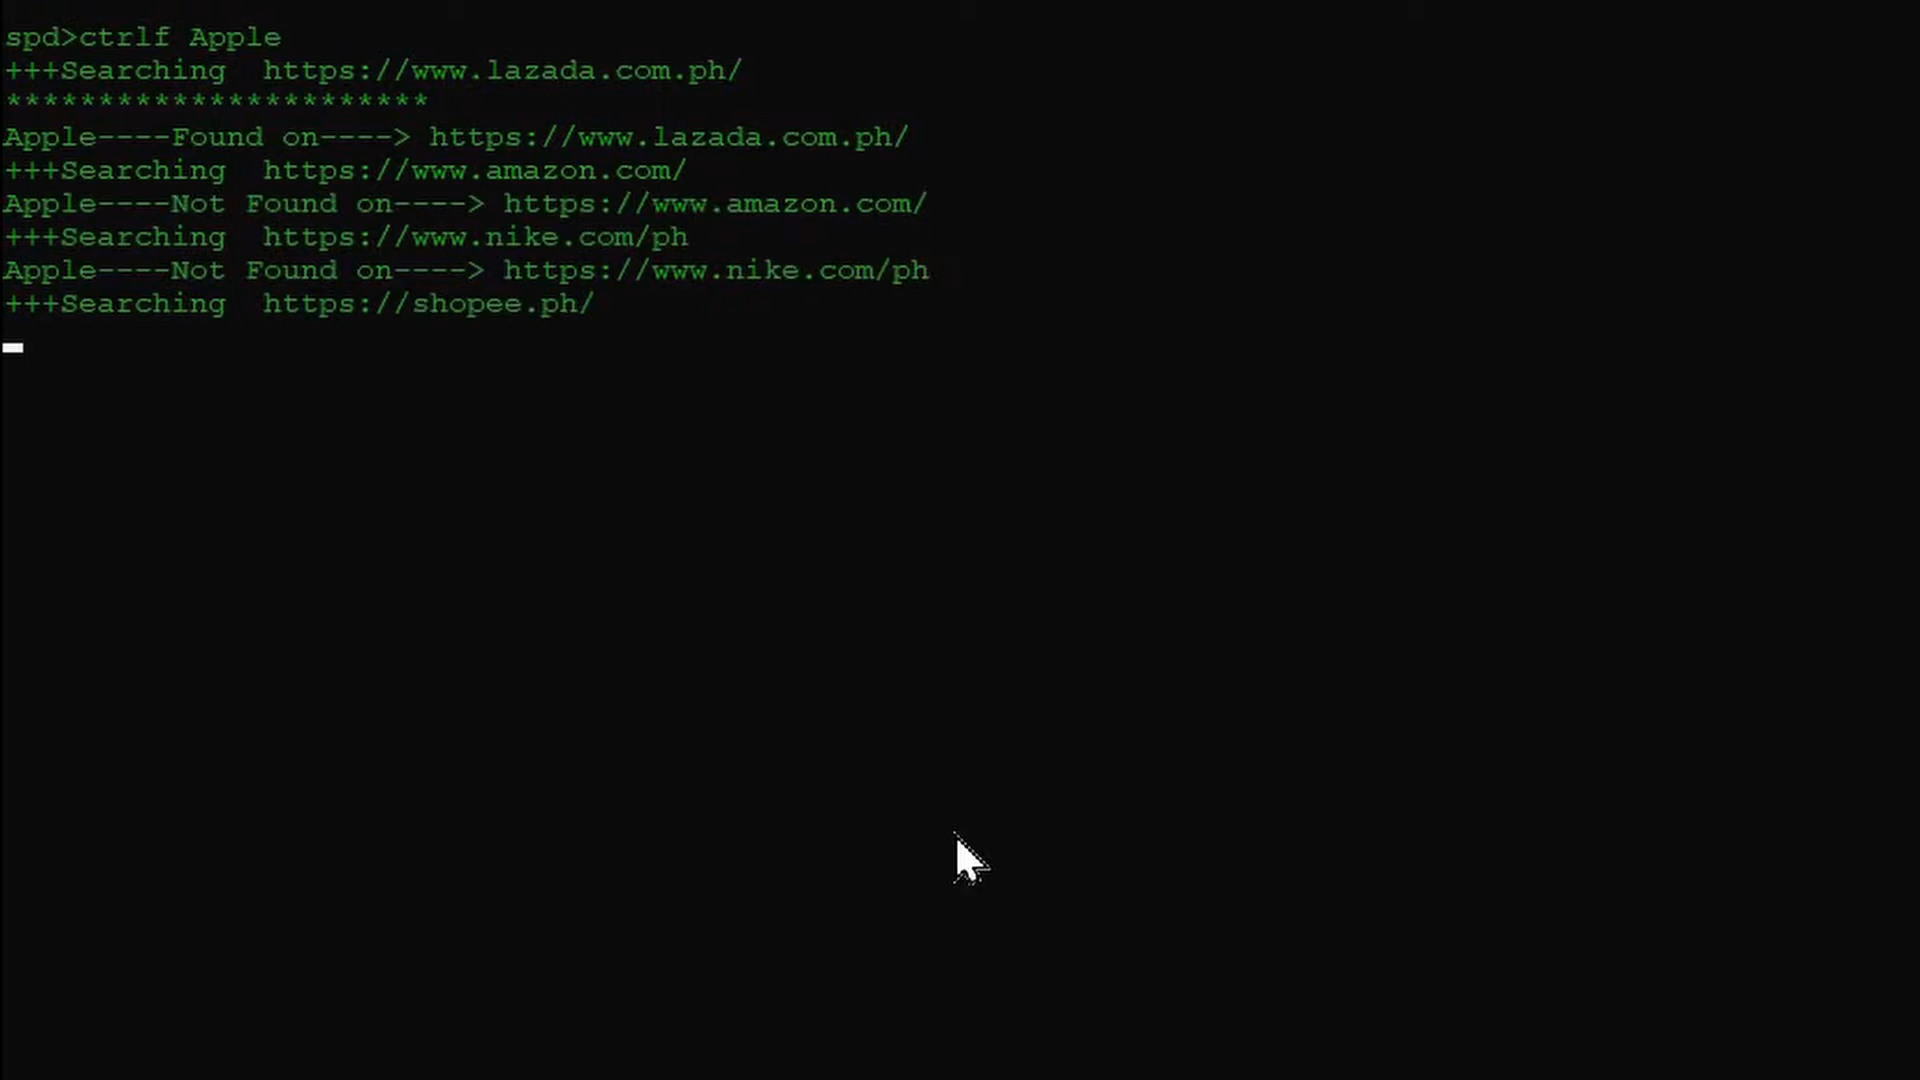 spd>ctrlf Apple
+++Searching  https://www.lazada.com.ph/
***********************
Apple----Found on----> https://www.lazada.com.ph/
+++Searching  https://www.amazon.com/
Apple----Not Found on----> https://www.amazon.com/
+++Searching  https://www.nike.com/ph
Apple----Not Found on----> https://www.nike.com/ph
+++Searching  https://shopee.ph/